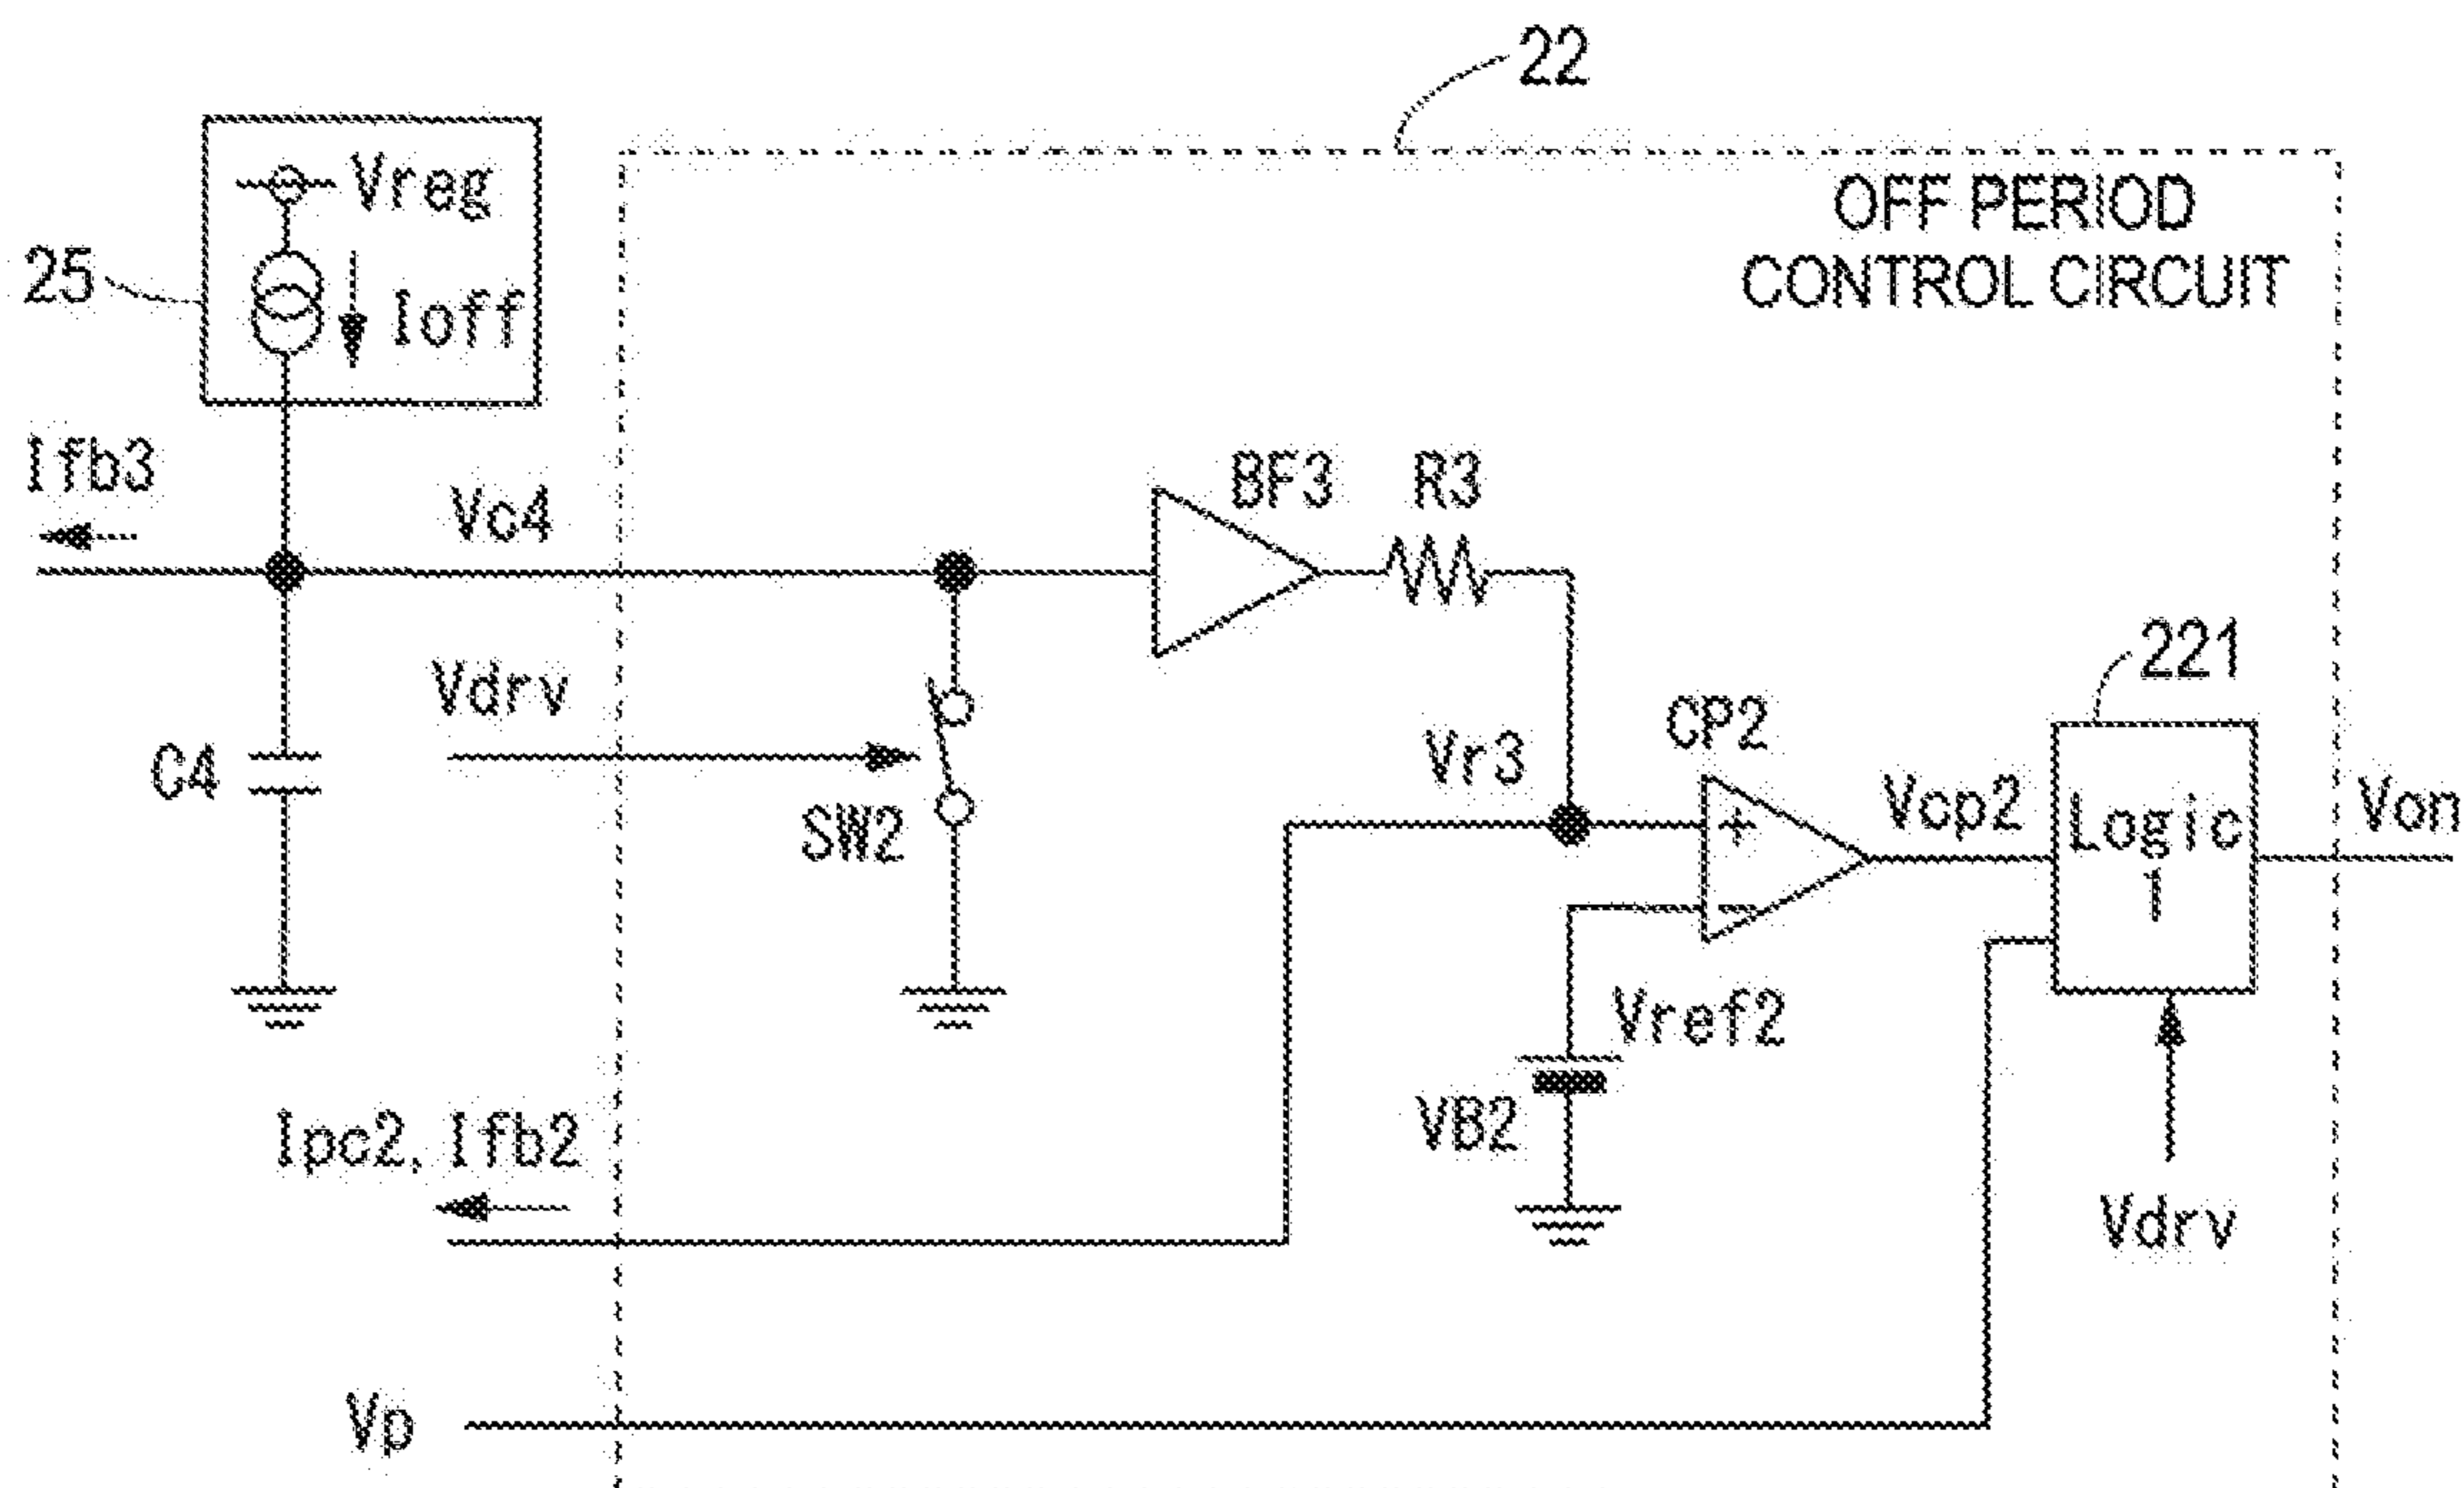 22
Vreg
OFF PERIOD
CONTROL CIRCUIT
25
Ioff
Ifb3
Vc4
BF3
R3
Vdrv
221
C4
SW2
Vr3
CP2
+
−
Vcp2
Logic
1
Von
Vref2
VB2
Ipc2, Ifb2
Vdrv
Vp